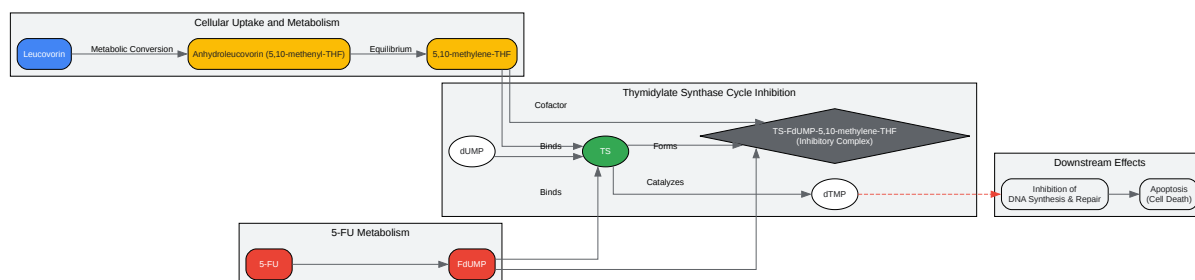 Cellular Uptake and Metabolism
Leucovorin
Metabolic Conversion
Anhydroleucovorin (5,10-methenyl-THF)
Equilibrium
5,10-methylene-THF
Thymidylate Synthase Cycle Inhibition
Cofactor
TS-FdUMP-5,10-methylene-THF
(Inhibitory Complex)
dUMP
Binds
TS
Forms
Binds
Catalyzes
dTMP
Downstream Effects
Inhibition of
DNA Synthesis & Repair
Apoptosis
(Cell Death)
5-FU Metabolism
5-FU
FdUMP